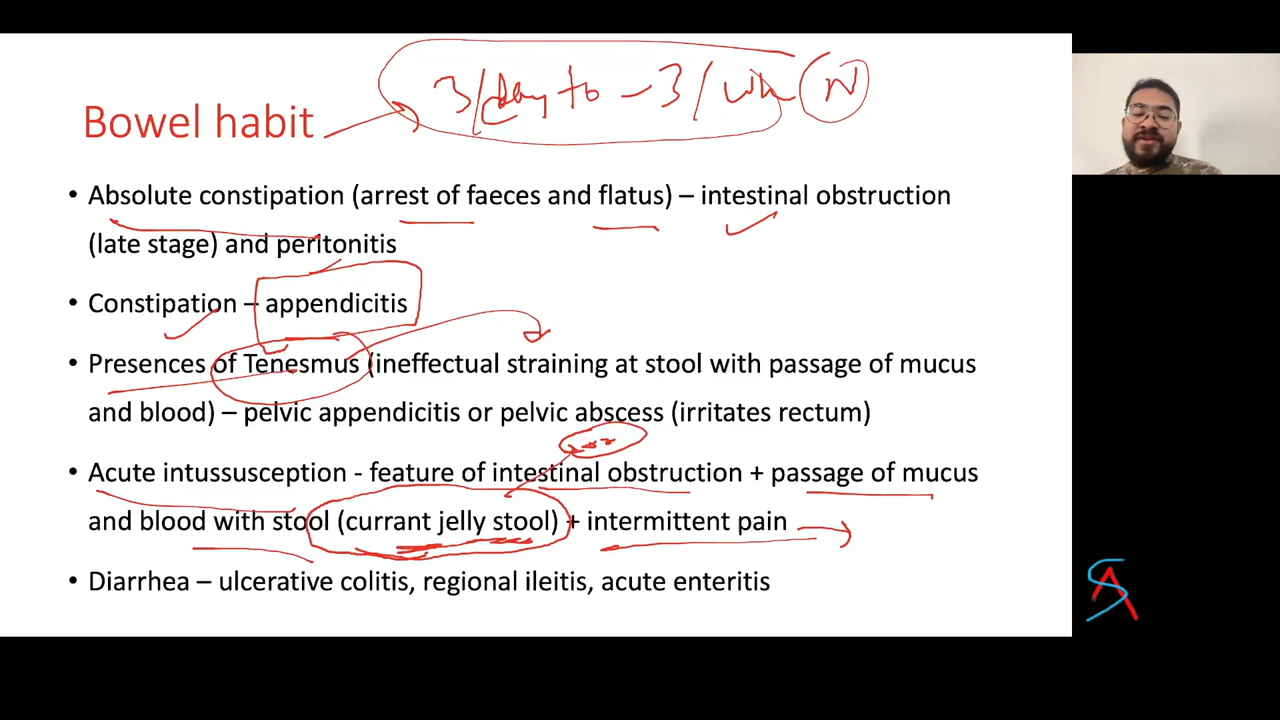 3/day to - 3/wk N
Bowel habit
• Absolute constipation (arrest of faeces and flatus) – intestinal obstruction
(late stage) and peritonitis
• Constipation – appendicitis
• Presences of Tenesmus (ineffectual straining at stool with passage of mucus
and blood) – pelvic appendicitis or pelvic abscess (irritates rectum)
• Acute intussusception - feature of intestinal obstruction + passage of mucus
and blood with stool (currant jelly stool) + intermittent pain
• Diarrhea – ulcerative colitis, regional ileitis, acute enteritis